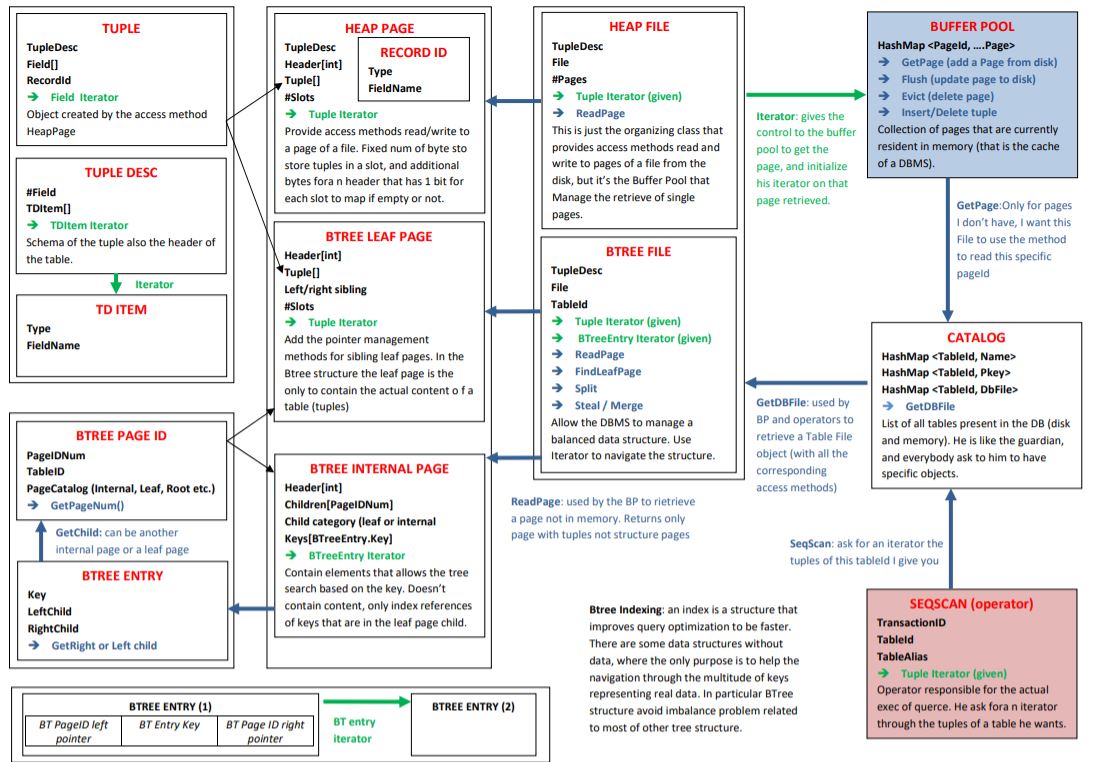 TUPLE
TupleDesc
Field[]
RecordId
➔ Field Iterator
Object created by the access method
HeapPage
TUPLE DESC
#Field
TDItem[]
➔ TDItem Iterator
Schema of the tuple also the header of
the table.
Iterator
TD ITEM
Type
FieldName
BTREE PAGE ID
PageIDNum
TableID
PageCatalog (Internal, Leaf, Root etc.)
➔ GetPageNum()
GetChild: can be another
internal page or a leaf page
BTREE ENTRY
Key
LeftChild
RightChild
➔ GetRight or Left child
HEAP PAGE
TupleDesc
Header[int]
Tuple[]
#Slots
➔ Tuple Iterator
RECORD ID
Type
FieldName
Provide access methods read/write to
a page of a file. Fixed num of byte sto
store tuples in a slot, and additional
bytes fora n header that has 1 bit for
each slot to map if empty or not.
BTREE LEAF PAGE
Header[int]
Tuple[]
Left/right sibling
#Slots
➔ Tuple Iterator
Add the pointer management
methods for sibling leaf pages. In the
Btree structure the leaf page is the
only to contain the actual content o f a
table (tuples)
BTREE INTERNAL PAGE
Header[int]
Children[PageIDNum]
Child category (leaf or internal
Keys[BTreeEntry.Key]
➔ BTreeEntry Iterator
Contain elements that allows the tree
search based on the key. Doesn't
contain content, only index references
of keys that are in the leaf page child.
HEAP FILE
TupleDesc
File
#Pages
➔ Tuple Iterator (given)
➔ ReadPage
This is just the organizing class that
provides access methods read and
write to pages of a file from the
disk, but it's the Buffer Pool that
Manage the retrieve of single
pages.
BTREE FILE
TupleDesc
File
TableId
➔ Tuple Iterator (given)
➔ BTreeEntry Iterator (given)
➔ ReadPage
➔ FindLeafPage
➔ Split
➔ Steal / Merge
Allow the DBMS to manage a
balanced data structure. Use
Iterator to navigate the structure.
ReadPage: used by the BP to rietrieve
a page not in memory. Returns only
page with tuples not structure pages
Iterator: gives the
control to the buffer
pool to get the
page, and initialize
his iterator on that
page retrieved.
BUFFER POOL
HashMap <PageId, ....Page>
➔ GetPage (add a Page from disk)
➔ Flush (update page to disk)
➔ Evict (delete page)
➔ Insert/Delete tuple
Collection of pages that are currently
resident in memory (that is the cache
of a DBMS).
GetPage:Only for pages
I don't have, I want this
File to use the method
to read this specific
pageId
CATALOG
HashMap <TableId, Name>
HashMap <TableId, Pkey>
HashMap <TableId, DbFile>
➔ GetDBFile
List of all tables present in the DB (disk
and memory). He is like the guardian,
and everybody ask to him to have
specific objects.
GetDBFile: used by
BP and operators to
retrieve a Table File
object (with all the
corresponding
access methods)
SeqScan: ask for an iterator the
tuples of this tableId I give you
SEQSCAN (operator)
TransactionID
TableId
TableAlias
➔ Tuple Iterator (given)
Operator responsible for the actual
exec of querce. He ask fora n iterator
through the tuples of a table he wants.
Btree Indexing: an index is a structure that
improves query optimization to be faster.
There are some data structures without
data, where the only purpose is to help the
navigation through the multitude of keys
representing real data. In particular BTree
structure avoid imbalance problem related
to most of other tree structure.
BTREE ENTRY (1)
BT PageID left
pointer
BT Entry Key
BT Page ID right
pointer
BT entry
iterator
BTREE ENTRY (2)